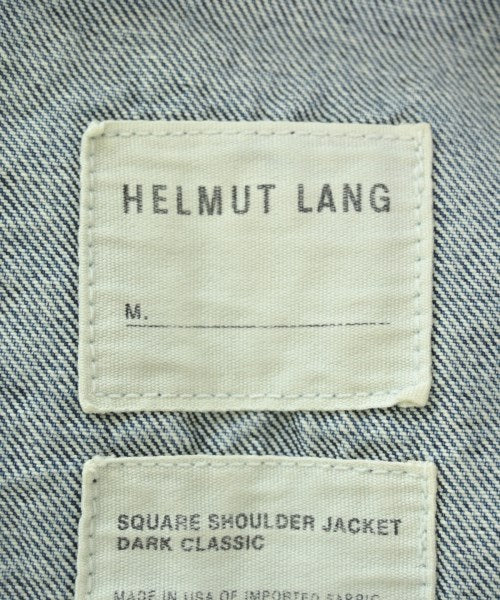 HELMUT LANG
M.
SQUARE SHOULDER JACKET
DARK CLASSIC
MADE IN USA OF IMPORTED FABRIC